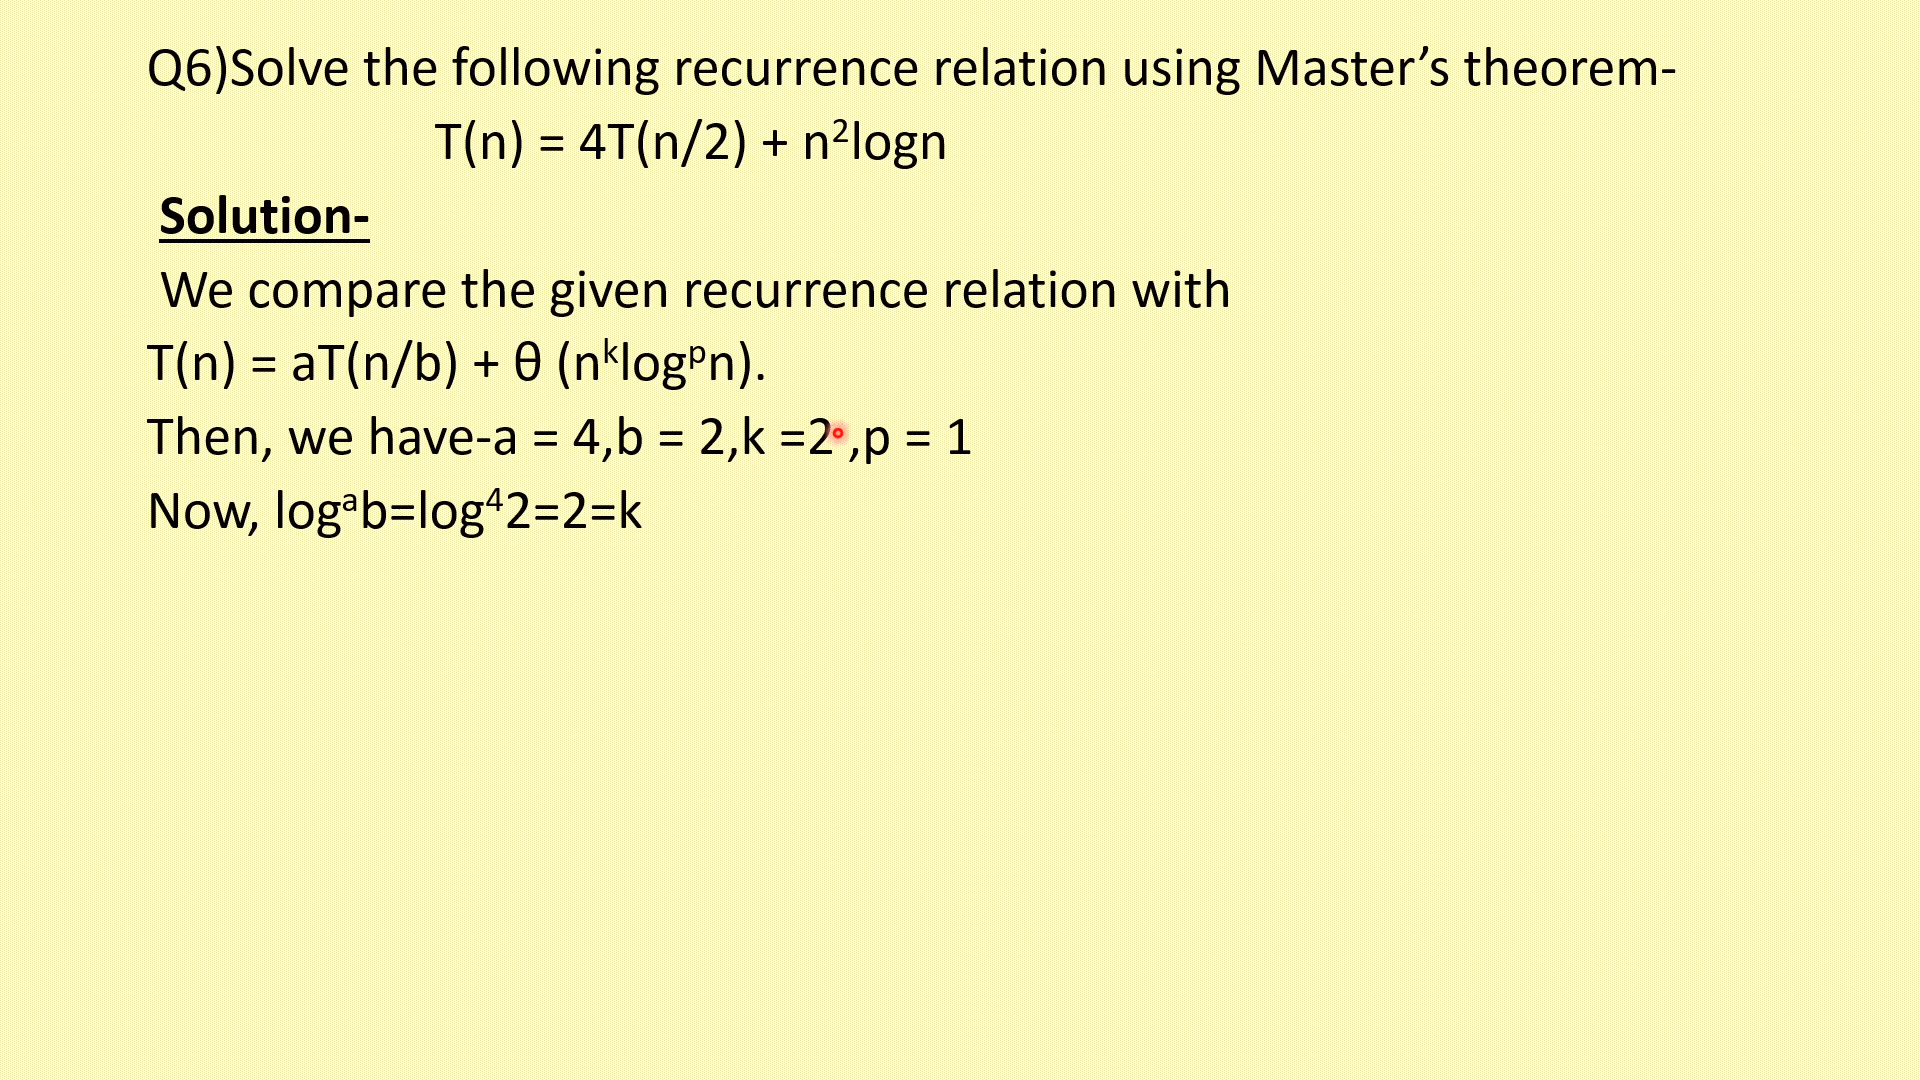 Q6)Solve the following recurrence relation using Master’s theorem-
T(n) = 4T(n/2) + n²logn
Solution-
We compare the given recurrence relation with
T(n) = aT(n/b) + θ (nᵏlogᵖn).
Then, we have-a = 4,b = 2,k =2 ,p = 1
Now, logᵃb=log⁴2=2=k